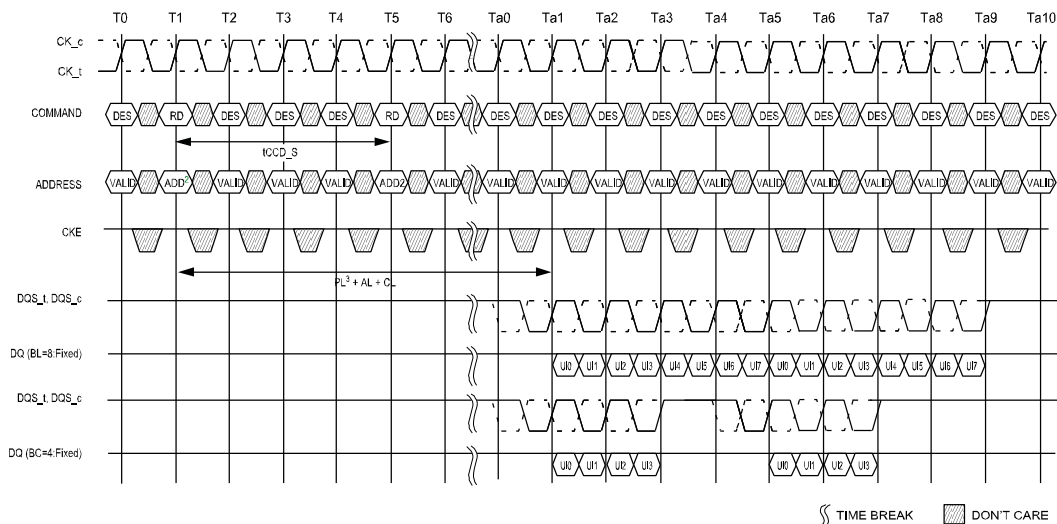 T0 T1 T2 T3 T4 T5 T6 Ta0 Ta1 Ta2 Ta3 Ta4 Ta5 Ta6 Ta7 Ta8 Ta9 Ta10
CK_c
CK_t
COMMAND DES RD DES DES DES RD DES DES DES DES DES DES DES DES DES DES DES DES
tCCD_S
ADDRESS VALID ADD2 VALID VALID VALID ADD2 VALID VALID VALID VALID VALID VALID VALID VALID VALID VALID VALID VALID
CKE
PL3 + AL + CL
DQS_t, DQS_c
DQ (BL=8:Fixed) UI0 UI1 UI2 UI3 UI4 UI5 UI6 UI7 UI0 UI1 UI2 UI3 UI4 UI5 UI6 UI7
DQS_t, DQS_c
DQ (BC=4:Fixed) UI0 UI1 UI2 UI3 UI0 UI1 UI2 UI3
TIME BREAK DON'T CARE